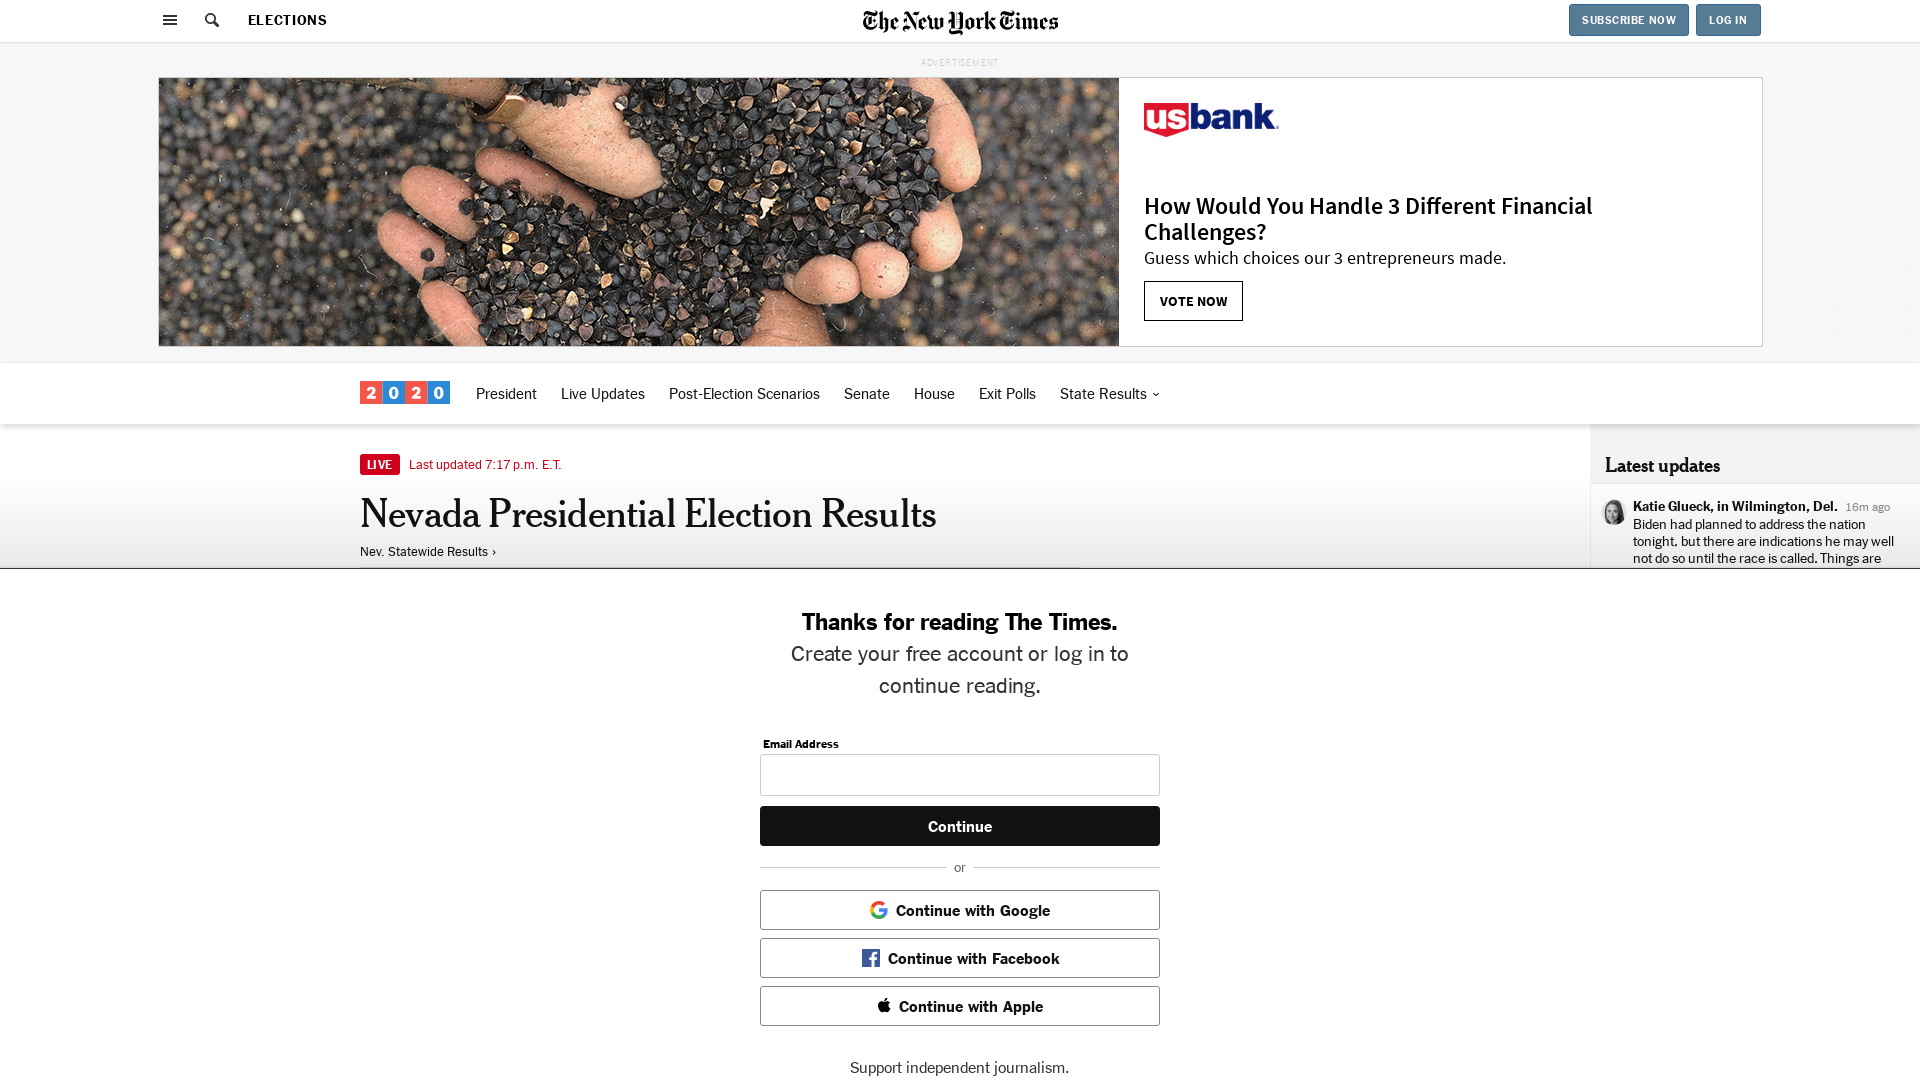 ELECTIONS
The New York Times
SUBSCRIBE NOW
LOG IN
ADVERTISEMENT
usbank
How Would You Handle 3 Different Financial
Challenges?
Guess which choices our 3 entrepreneurs made.
VOTE NOW
2020
President
Live Updates
Post-Election Scenarios
Senate
House
Exit Polls
State Results
LIVE Last updated 7:17 p.m. E.T.
Nevada Presidential Election Results
Nev. Statewide Results ›
Latest updates
Katie Glueck, in Wilmington, Del. 16m ago
Biden had planned to address the nation
tonight, but there are indications he may well
not do so until the race is called. Things are
Thanks for reading The Times.
Create your free account or log in to
continue reading.
Email Address
Continue
or
Continue with Google
Continue with Facebook
Continue with Apple
Support independent journalism.